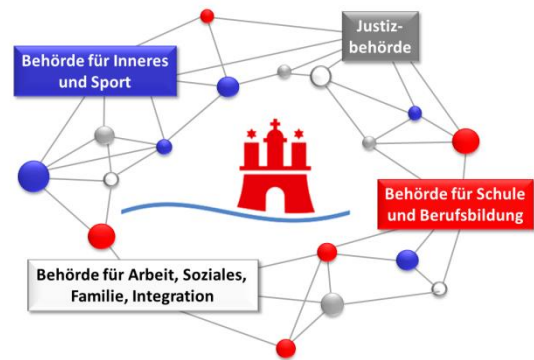 Behörde für Inneres
und Sport
Justiz-
behörde
Behörde für Schule
und Berufsbildung
Behörde für Arbeit, Soziales,
Familie, Integration